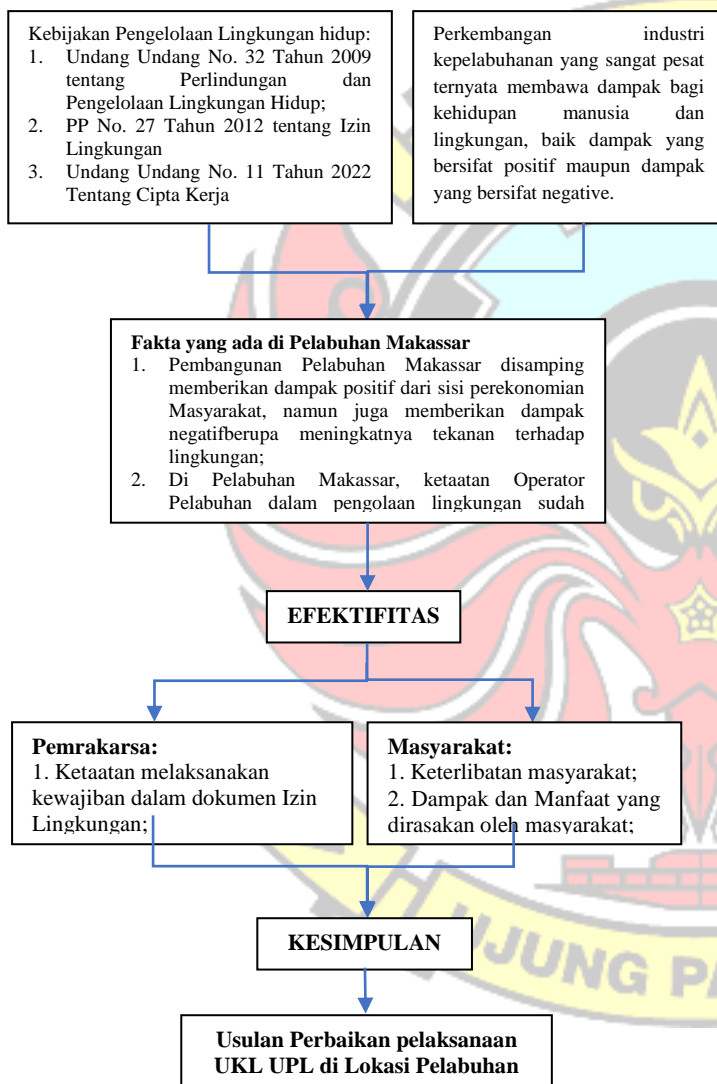 Kebijakan Pengelolaan Lingkungan hidup:
1. Undang Undang No. 32 Tahun 2009
tentang Perlindungan dan
Pengelolaan Lingkungan Hidup;
2. PP No. 27 Tahun 2012 tentang Izin
Lingkungan
3. Undang Undang No. 11 Tahun 2022
Tentang Cipta Kerja
Perkembangan industri
kepelabuhanan yang sangat pesat
ternyata membawa dampak bagi
kehidupan manusia dan
lingkungan, baik dampak yang
bersifat positif maupun dampak
yang bersifat negative.
Fakta yang ada di Pelabuhan Makassar
1. Pembangunan Pelabuhan Makassar disamping
memberikan dampak positif dari sisi perekonomian
Masyarakat, namun juga memberikan dampak
negatifberupa meningkatnya tekanan terhadap
lingkungan;
2. Di Pelabuhan Makassar, ketaatan Operator
Pelabuhan dalam pengolaan lingkungan sudah
EFEKTIFITAS
Pemrakarsa:
1. Ketaatan melaksanakan
kewajiban dalam dokumen Izin
Lingkungan;
Masyarakat:
1. Keterlibatan masyarakat;
2. Dampak dan Manfaat yang
dirasakan oleh masyarakat;
KESIMPULAN
UJUNG
Usulan Perbaikan pelaksanaan
UKL UPL di Lokasi Pelabuhan